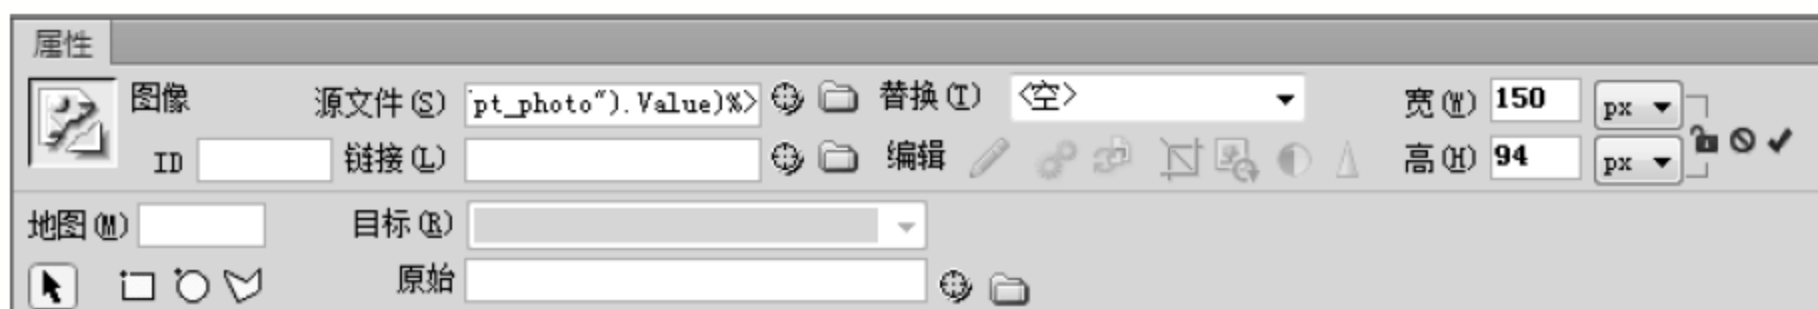 属性
图像 源文件(S) pt_photo").Value)%> 替换(T) <空> 宽(W) 150 px
ID 链接(L) 编辑 高(H) 94 px
地图(M) 目标(R)
原始